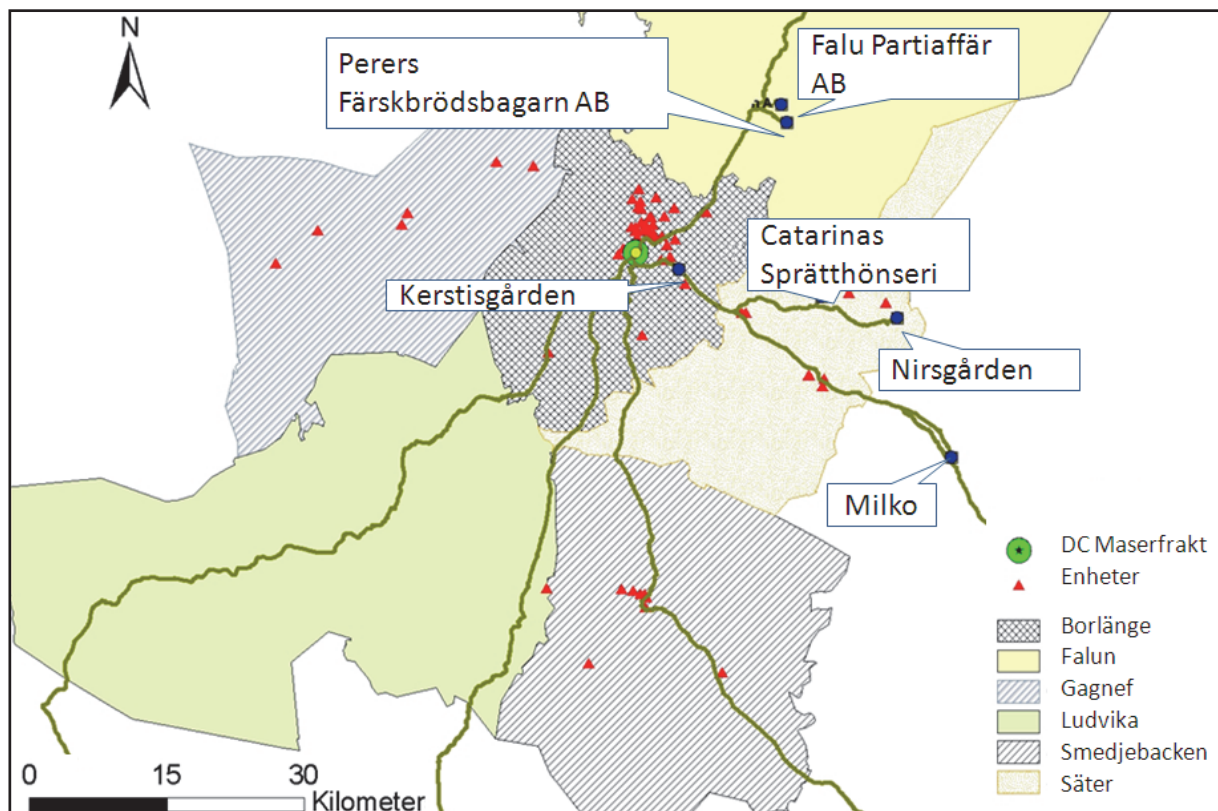 N
Perers
Färskbrödsbagarn AB
Falu Partiaffär
AB
Catarinas
Sprätthönseri
Kerstisgården
Nirsgården
Milko
DC Maserfrakt
Enheter
Borlänge
Falun
Gagnef
Ludvika
Smedjebacken
Säter
0 15 30
Kilometer